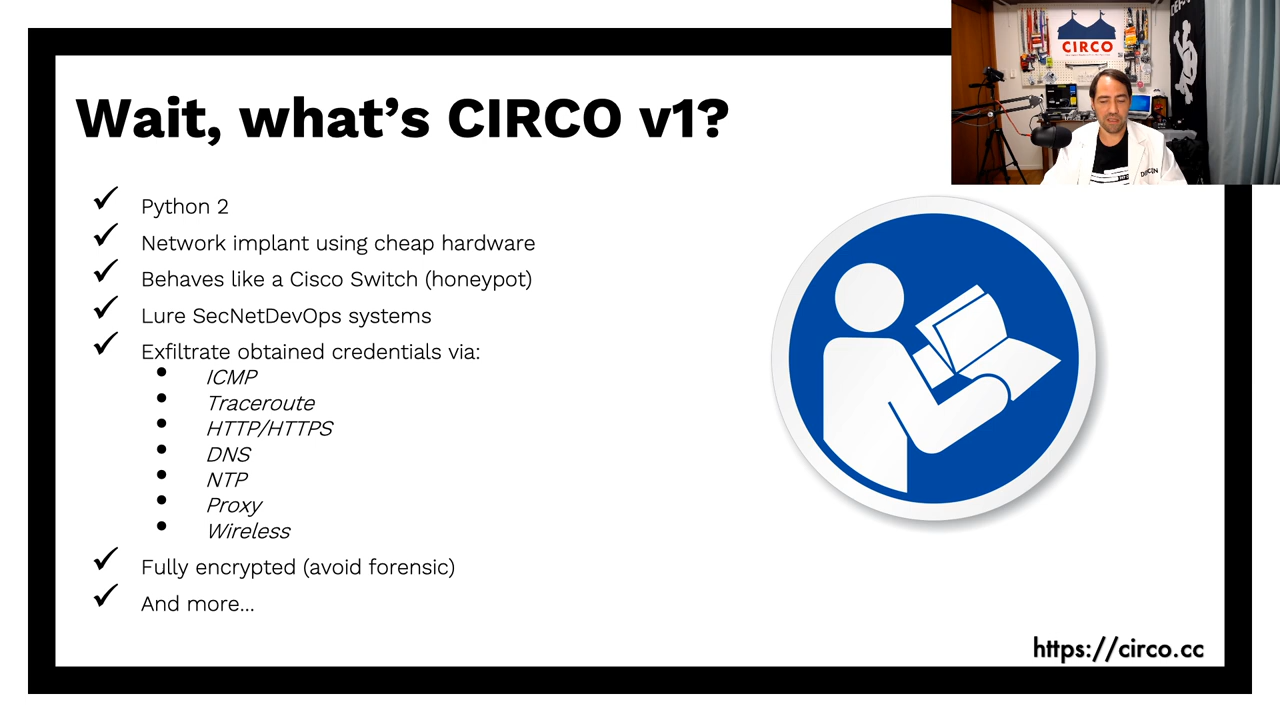 Wait, what's CIRCO v1?
Python 2
Network implant using cheap hardware
Behaves like a Cisco Switch (honeypot)
Lure SecNetDevOps systems
Exfiltrate obtained credentials via:
ICMP
Traceroute
HTTP/HTTPS
DNS
NTP
Proxy
Wireless
Fully encrypted (avoid forensic)
And more...
https://circo.cc
CIRCO